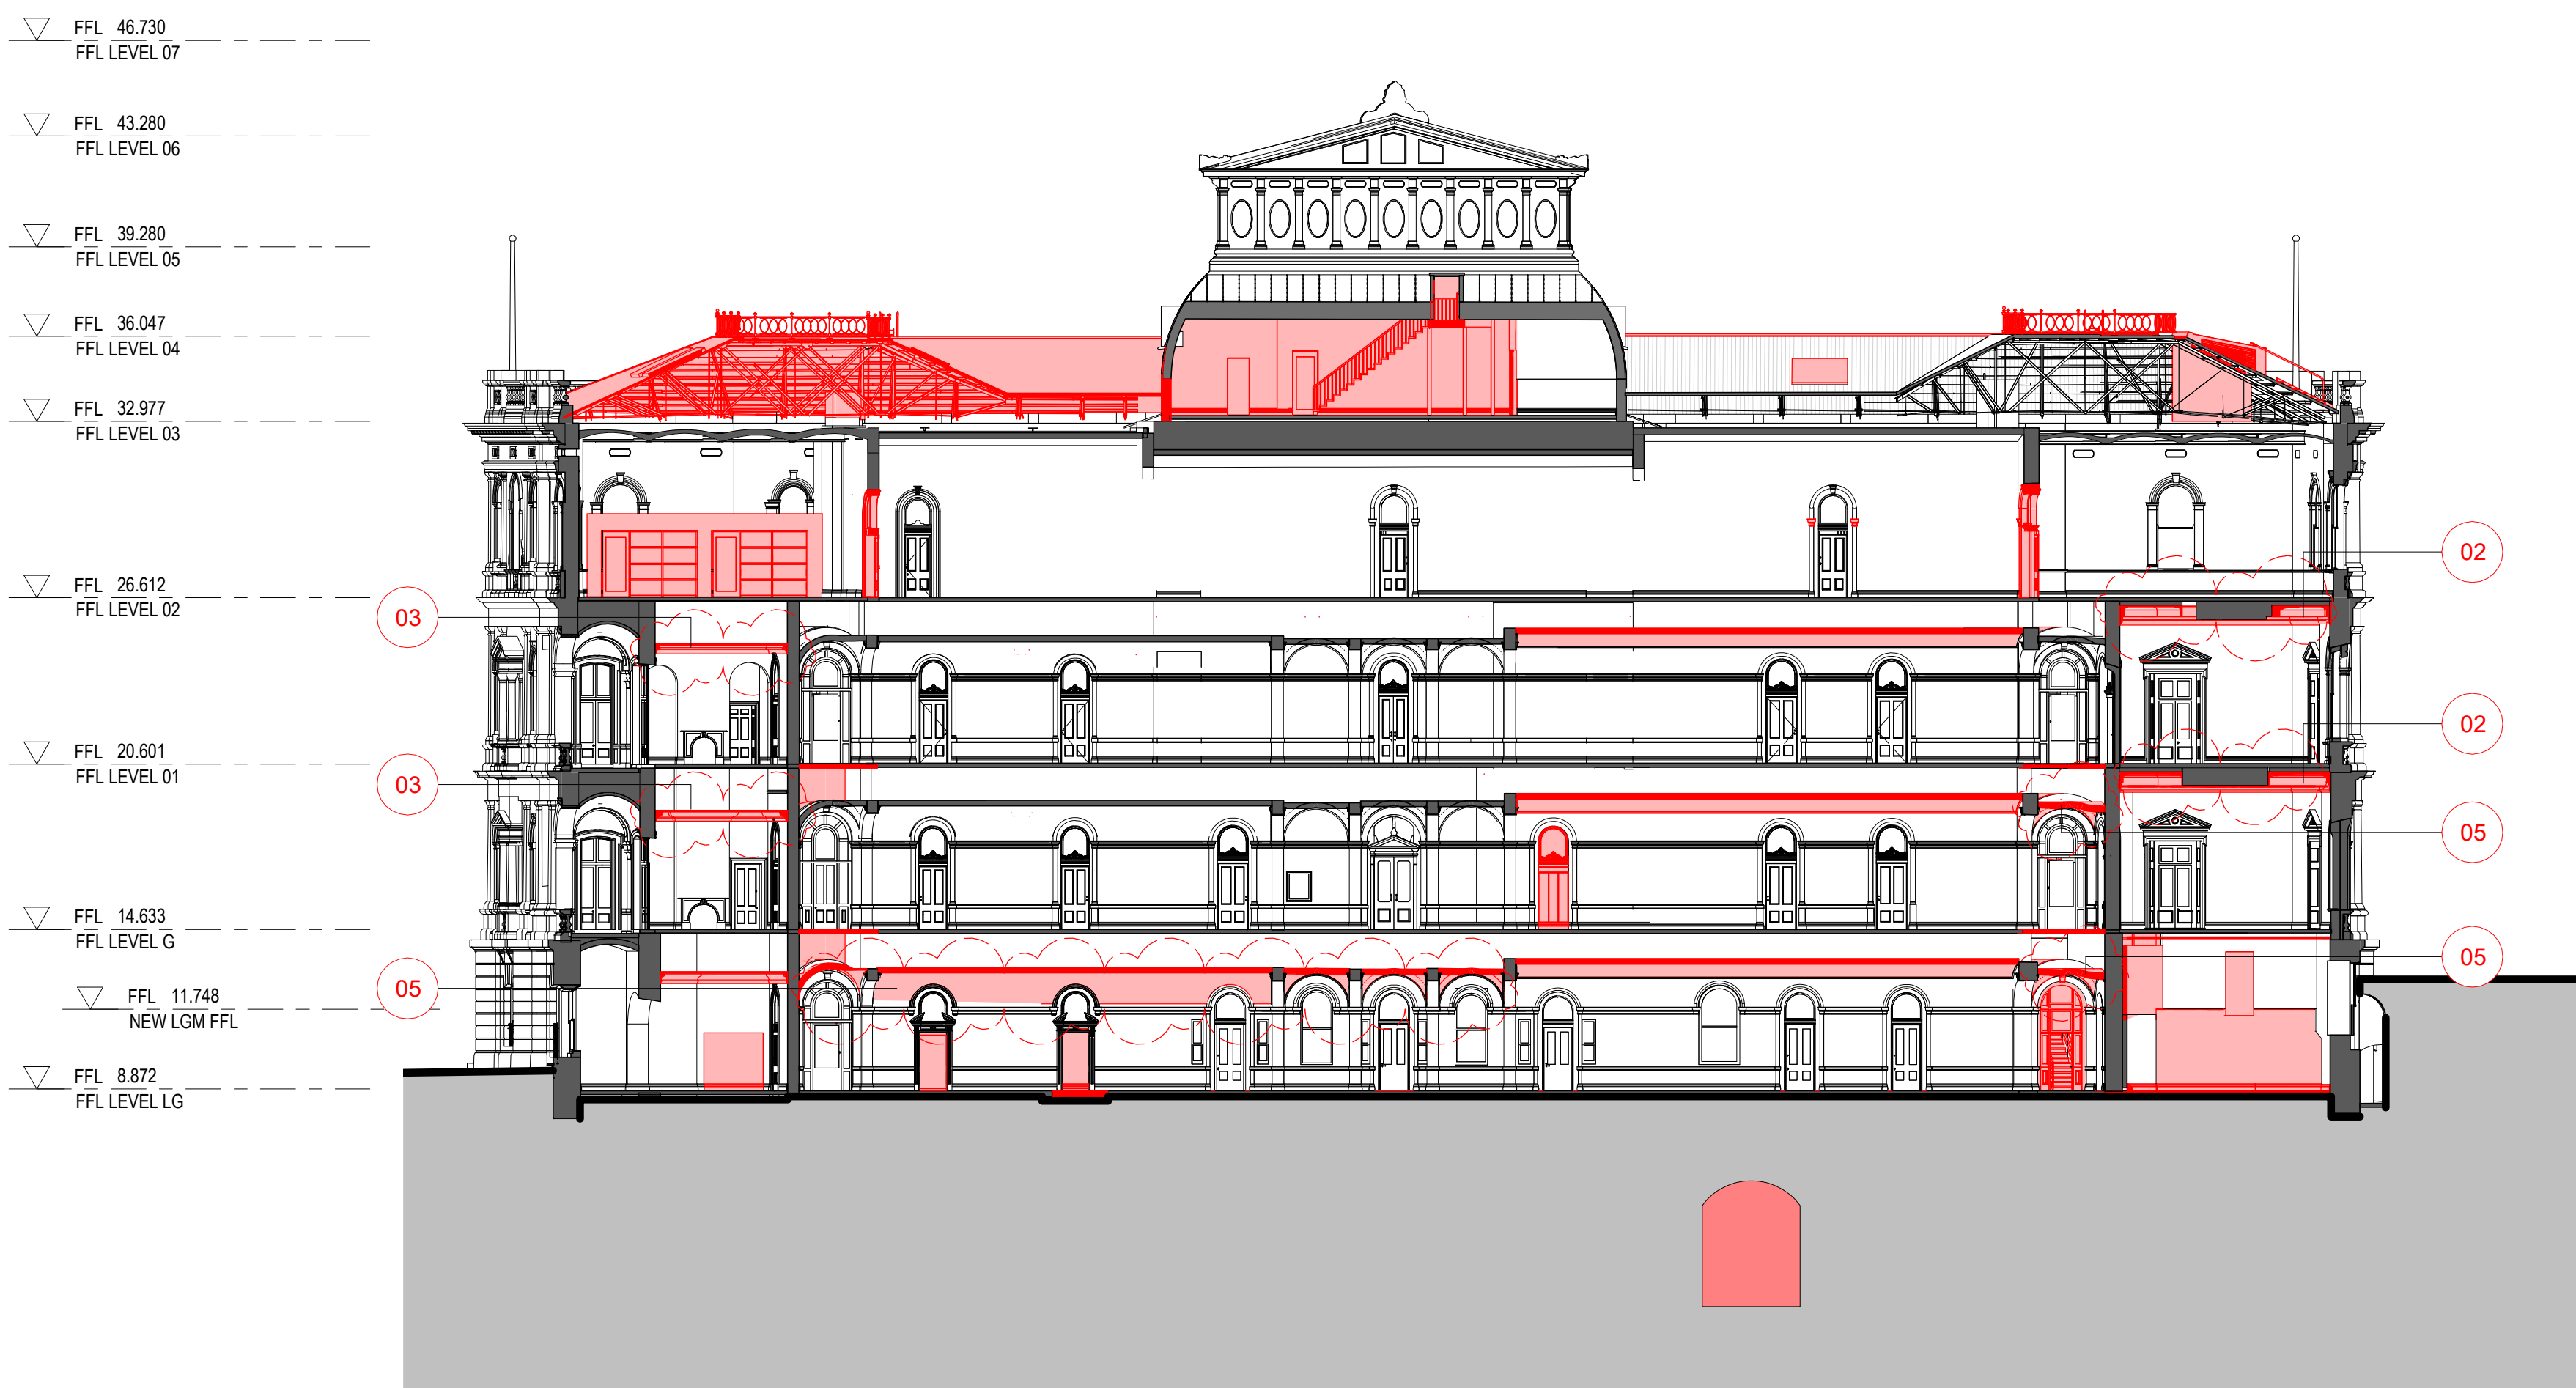 FFL 46.730
FFL LEVEL 07
FFL 43.280
FFL LEVEL 06
FFL 39.280
FFL LEVEL 05
FFL 36.047
FFL LEVEL 04
FFL 32.977
FFL LEVEL 03
02
FFL 26.612
FFL LEVEL 02
03
02
FFL 20.601
FFL LEVEL 01
03
05
FFL 14.633
FFL LEVEL G
05
05
FFL 11.748
NEW LGM FFL
FFL 8.872
FFL LEVEL LG